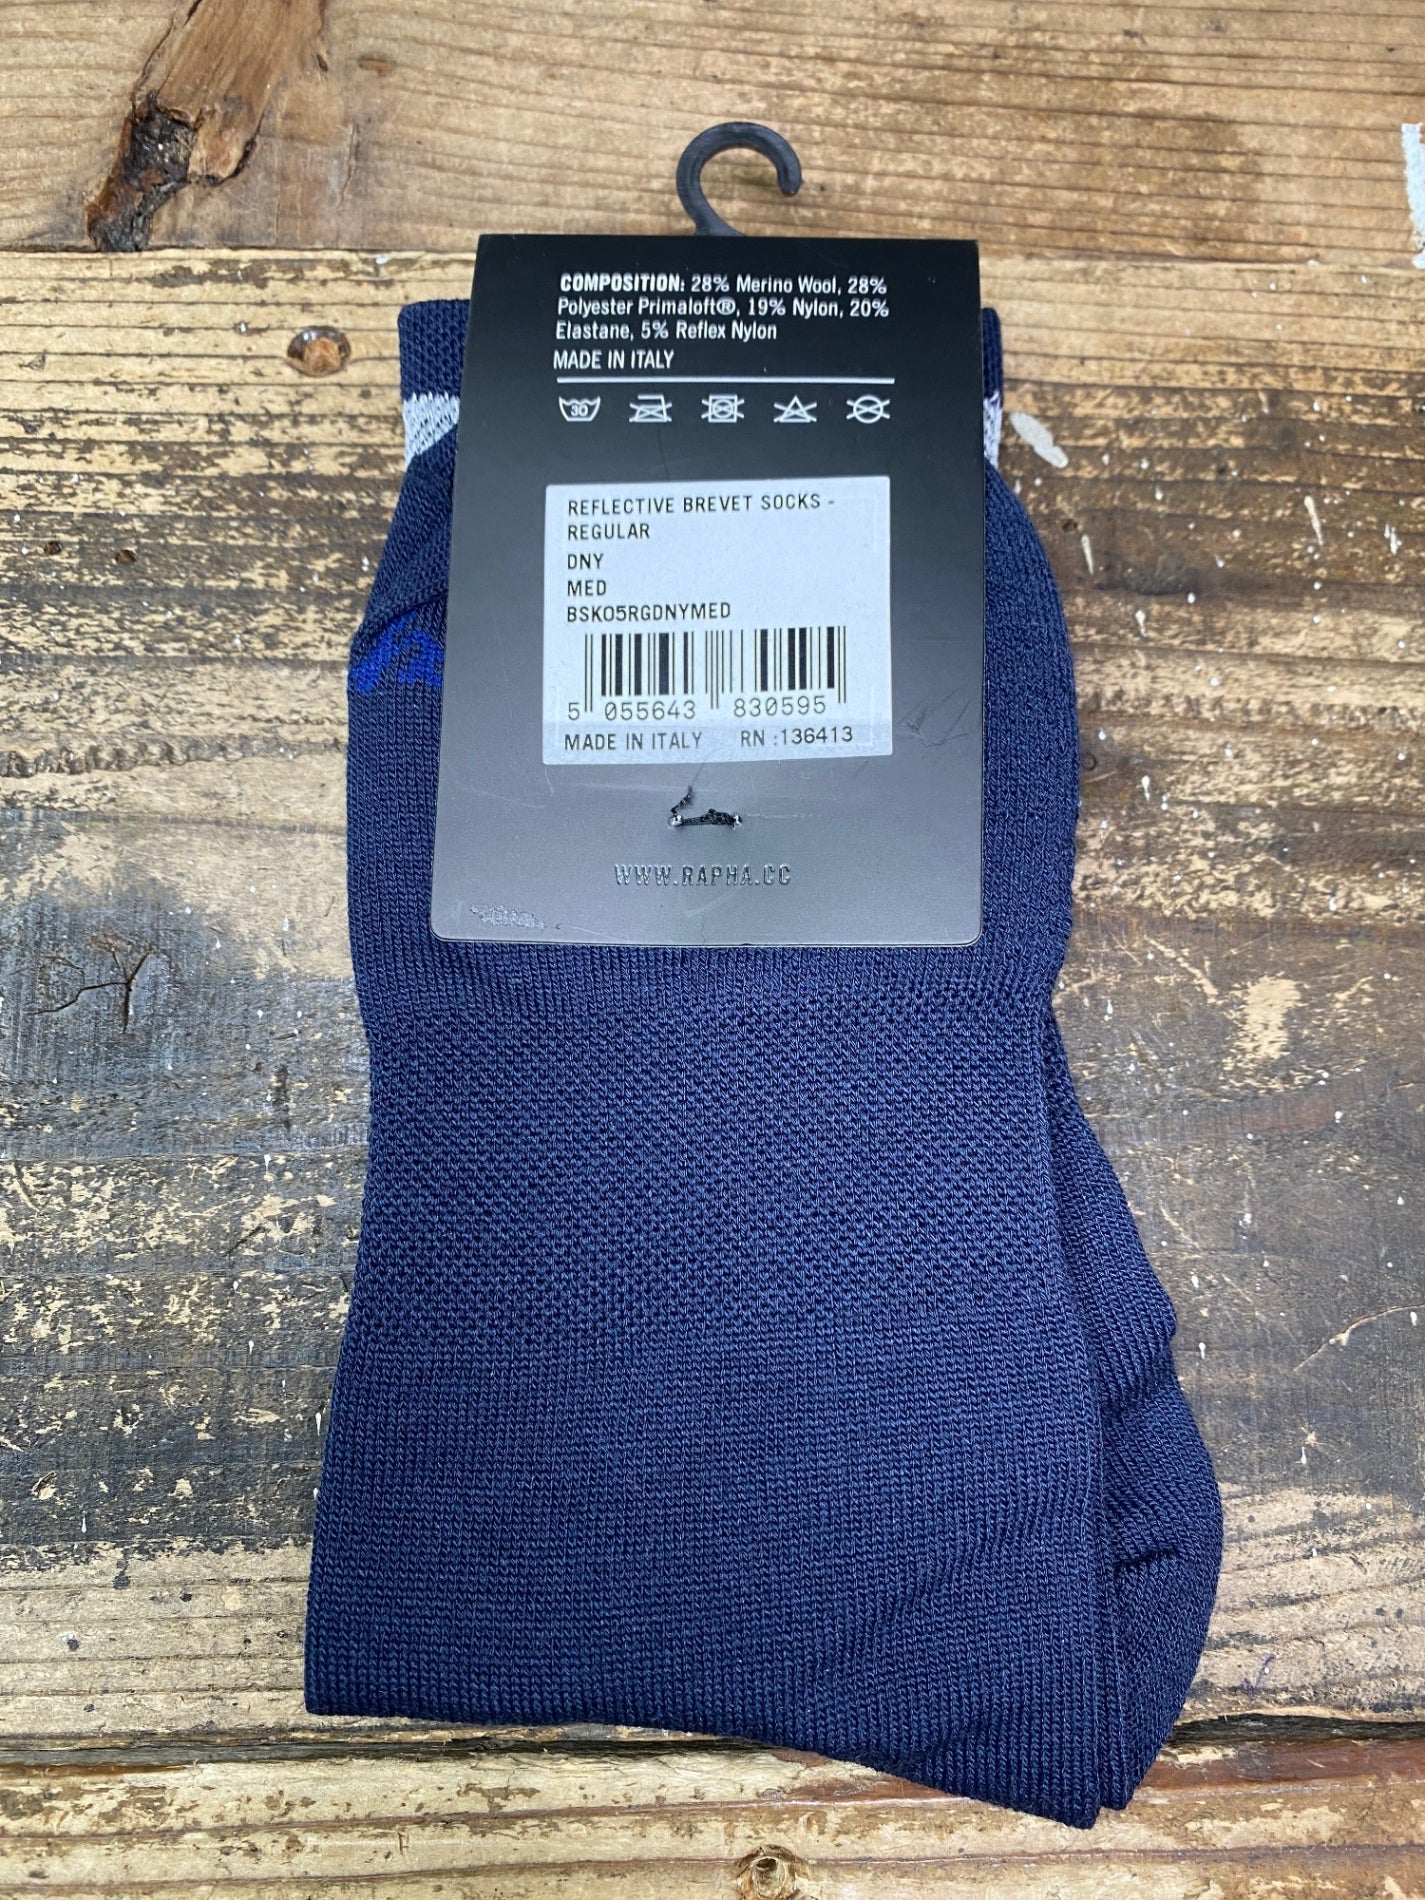 COMPOSITION: 28% Merino Wool, 28%
Polyester Primaloft®, 19% Nylon, 20%
Elastane, 5% Reflex Nylon
MADE IN ITALY
30
REFLECTIVE BREVET SOCKS -
REGULAR
DNY
MED
BSK05RGDNYMED
5 055643 830595
MADE IN ITALY RN :136413
WWW.RAPHA.CC